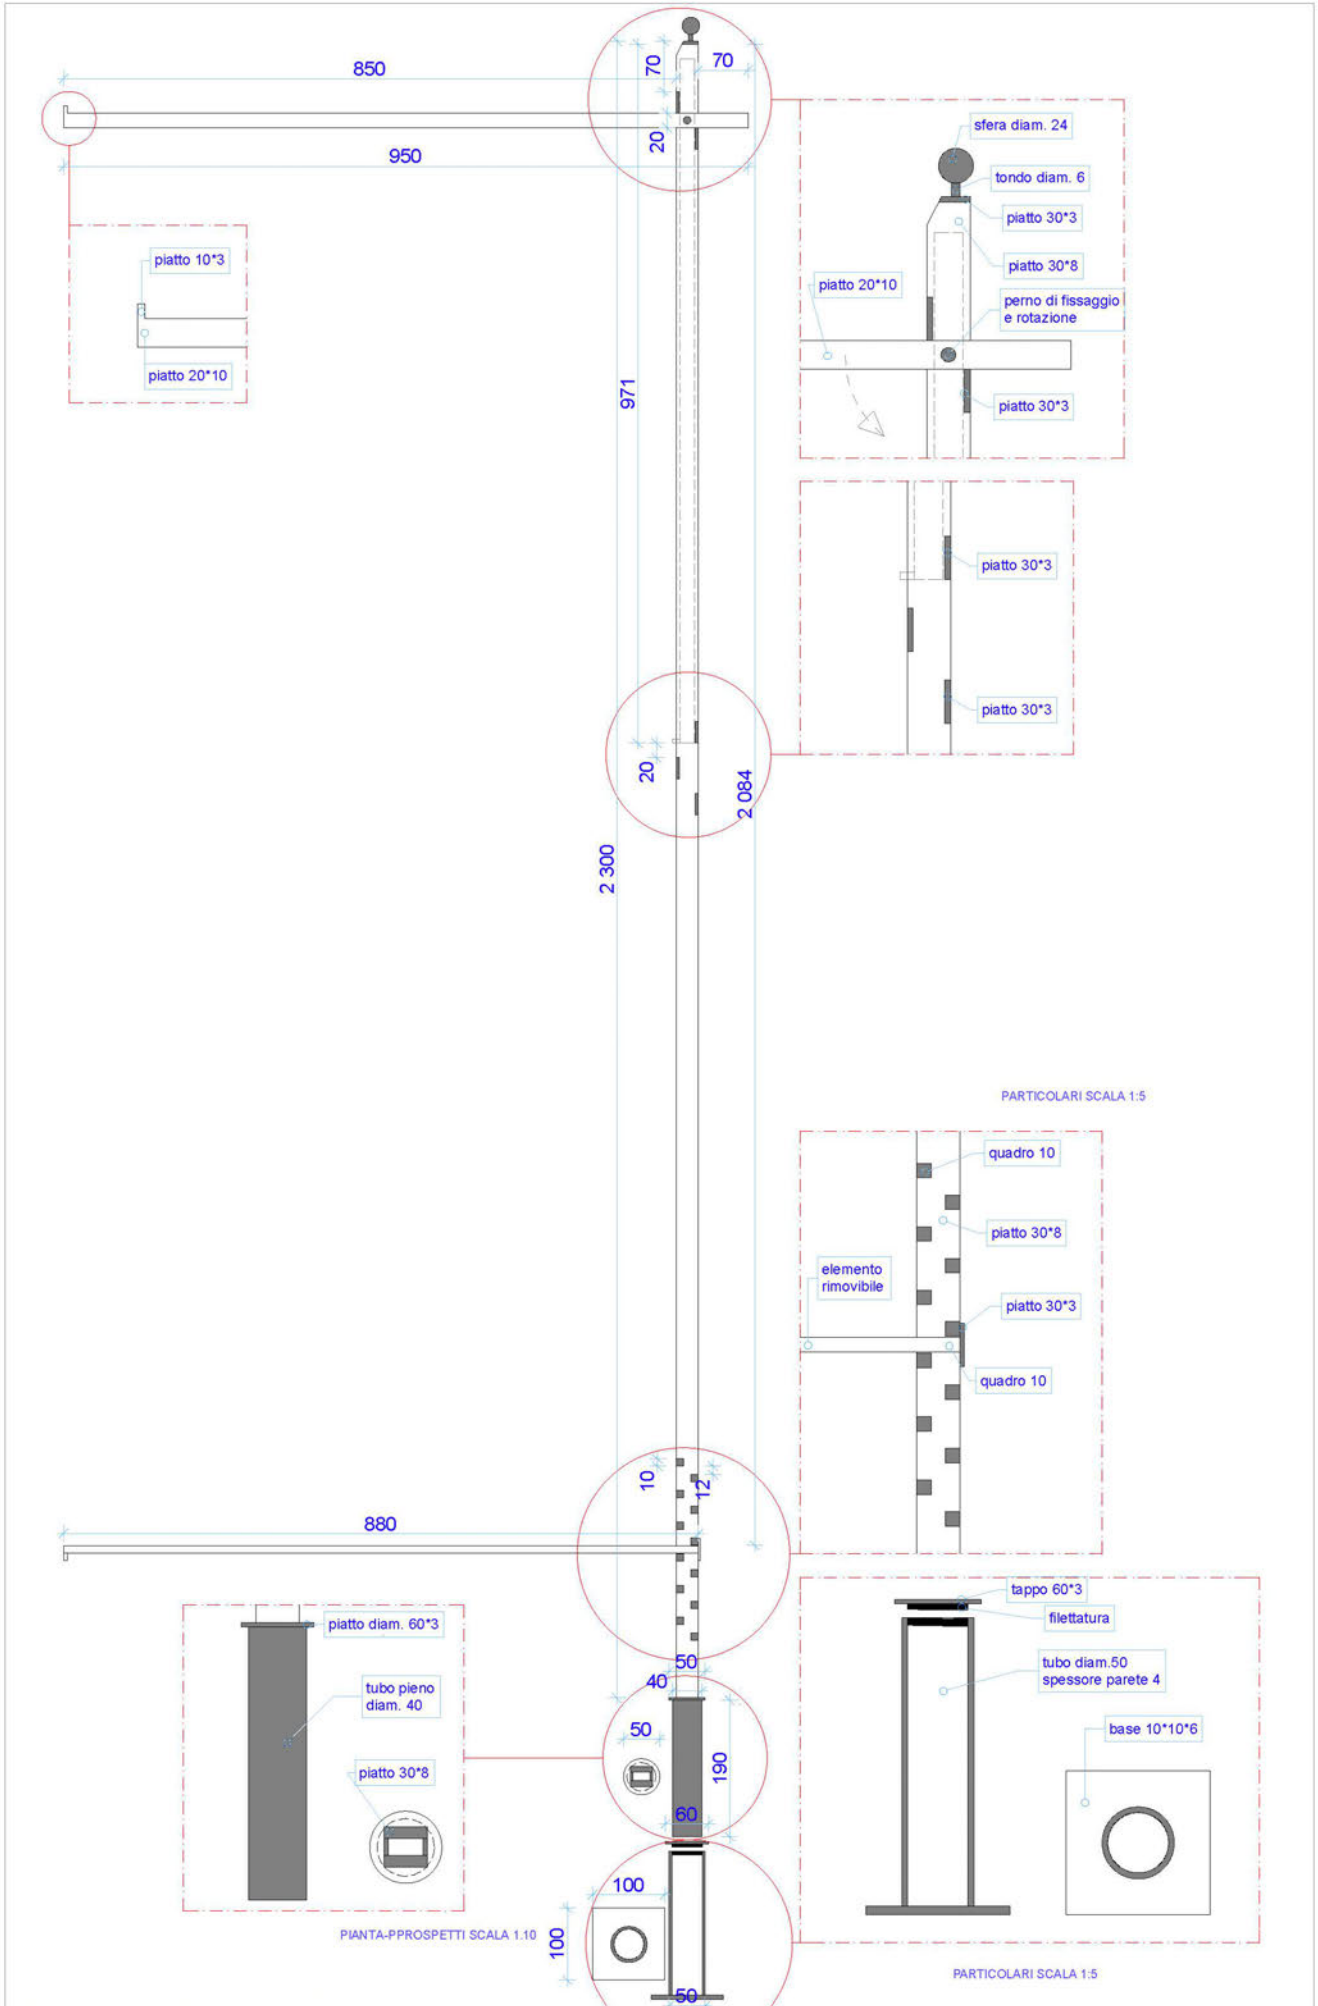 850
70
70
20
950
sfera diam. 24
tondo diam. 6
piatto 30*3
piatto 30*8
piatto 20*10
perno di fissaggio
e rotazione
piatto 30*3
piatto 10*3
piatto 20*10
971
piatto 30*3
piatto 30*3
20
2 084
2 300
PARTICOLARI SCALA 1:5
quadro 10
piatto 30*8
elemento
rimovibile
piatto 30*3
quadro 10
10
12
880
50
40
50
190
60
piatto diam. 60*3
tubo pieno
diam. 40
piatto 30*8
tappo 60*3
filettatura
tubo diam.50
spessore parete 4
base 10*10*6
100
100
50
PIANTA-PPROSPETTI SCALA 1.10
PARTICOLARI SCALA 1:5